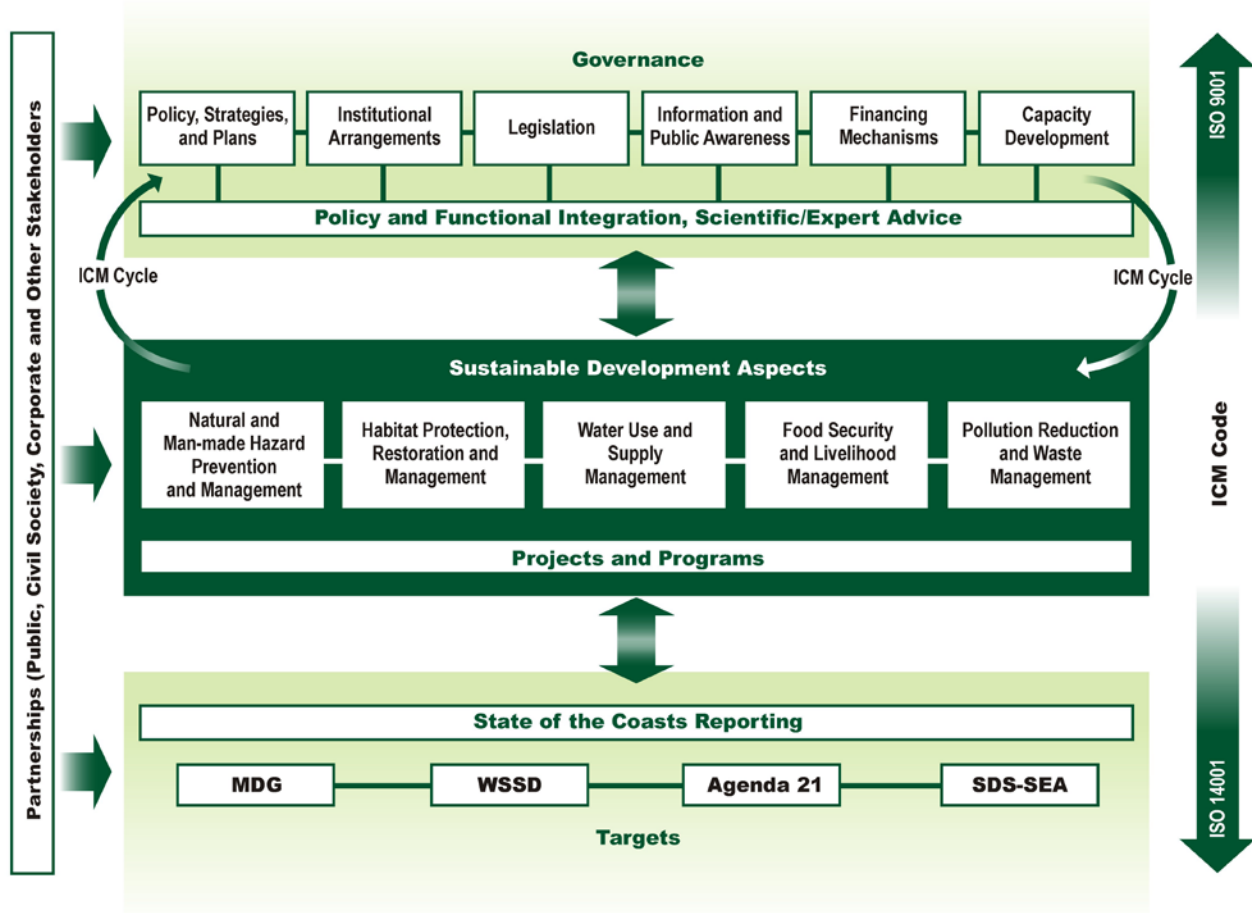 Partnerships (Public, Civil Society, Corporate and Other Stakeholders
Governance
Policy, Strategies,
and Plans
Institutional
Arrangements
Legislation
Information and
Public Awareness
Financing
Mechanisms
Capacity
Development
Policy and Functional Integration, Scientific/Expert Advice
ICM Cycle
ICM Cycle
Sustainable Development Aspects
Natural and
Man-made Hazard
Prevention
and Management
Habitat Protection,
Restoration and
Management
Water Use and
Supply
Management
Food Security
and Livelihood
Management
Pollution Reduction
and Waste
Management
Projects and Programs
State of the Coasts Reporting
MDG
WSSD
Agenda 21
SDS-SEA
Targets
ISO 9001
ICM Code
ISO 14001